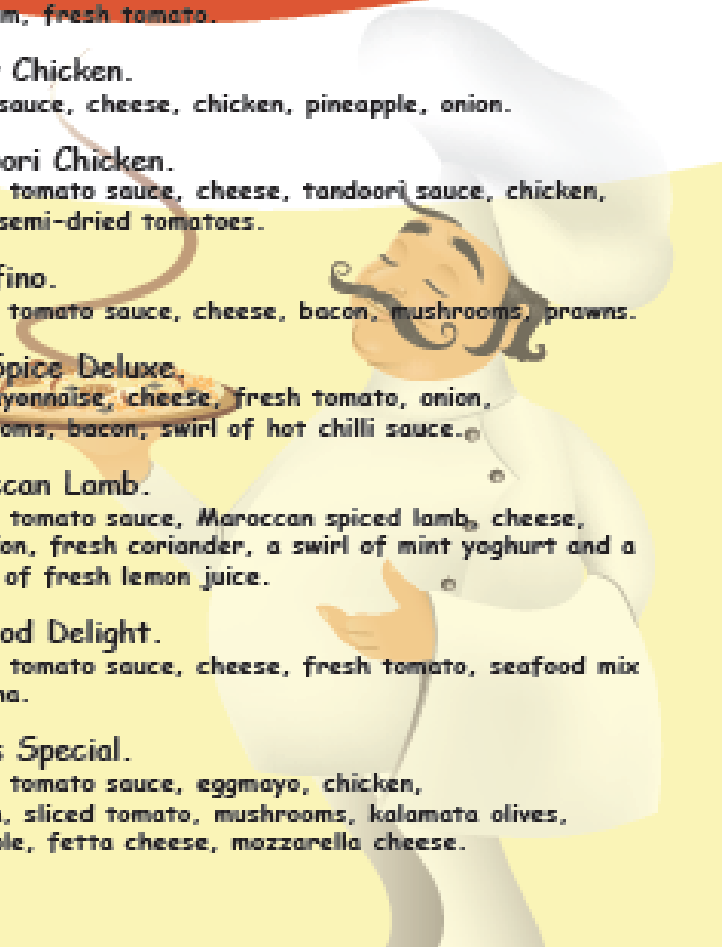 fresh tomato.
Chicken.
sauce, cheese, chicken, pineapple, onion.
Chicken.
tomato sauce, cheese, tandoori sauce, chicken,
semi-dried tomatoes.
fino.
tomato sauce, cheese, bacon, mushrooms, prawns.
Spice Deluxe.
yonnaise, cheese, fresh tomato, onion,
oms, bacon, swirl of hot chilli sauce.
ccan Lamb.
tomato sauce, Maroccan spiced lamb, cheese,
on, fresh coriander, a swirl of mint yoghurt and a
of fresh lemon juice.
od Delight.
tomato sauce, cheese, fresh tomato, seafood mix
na.
s Special.
tomato sauce, eggmayo, chicken,
sliced tomato, mushrooms, kalamata olives,
ple, fetta cheese, mozzarella cheese.